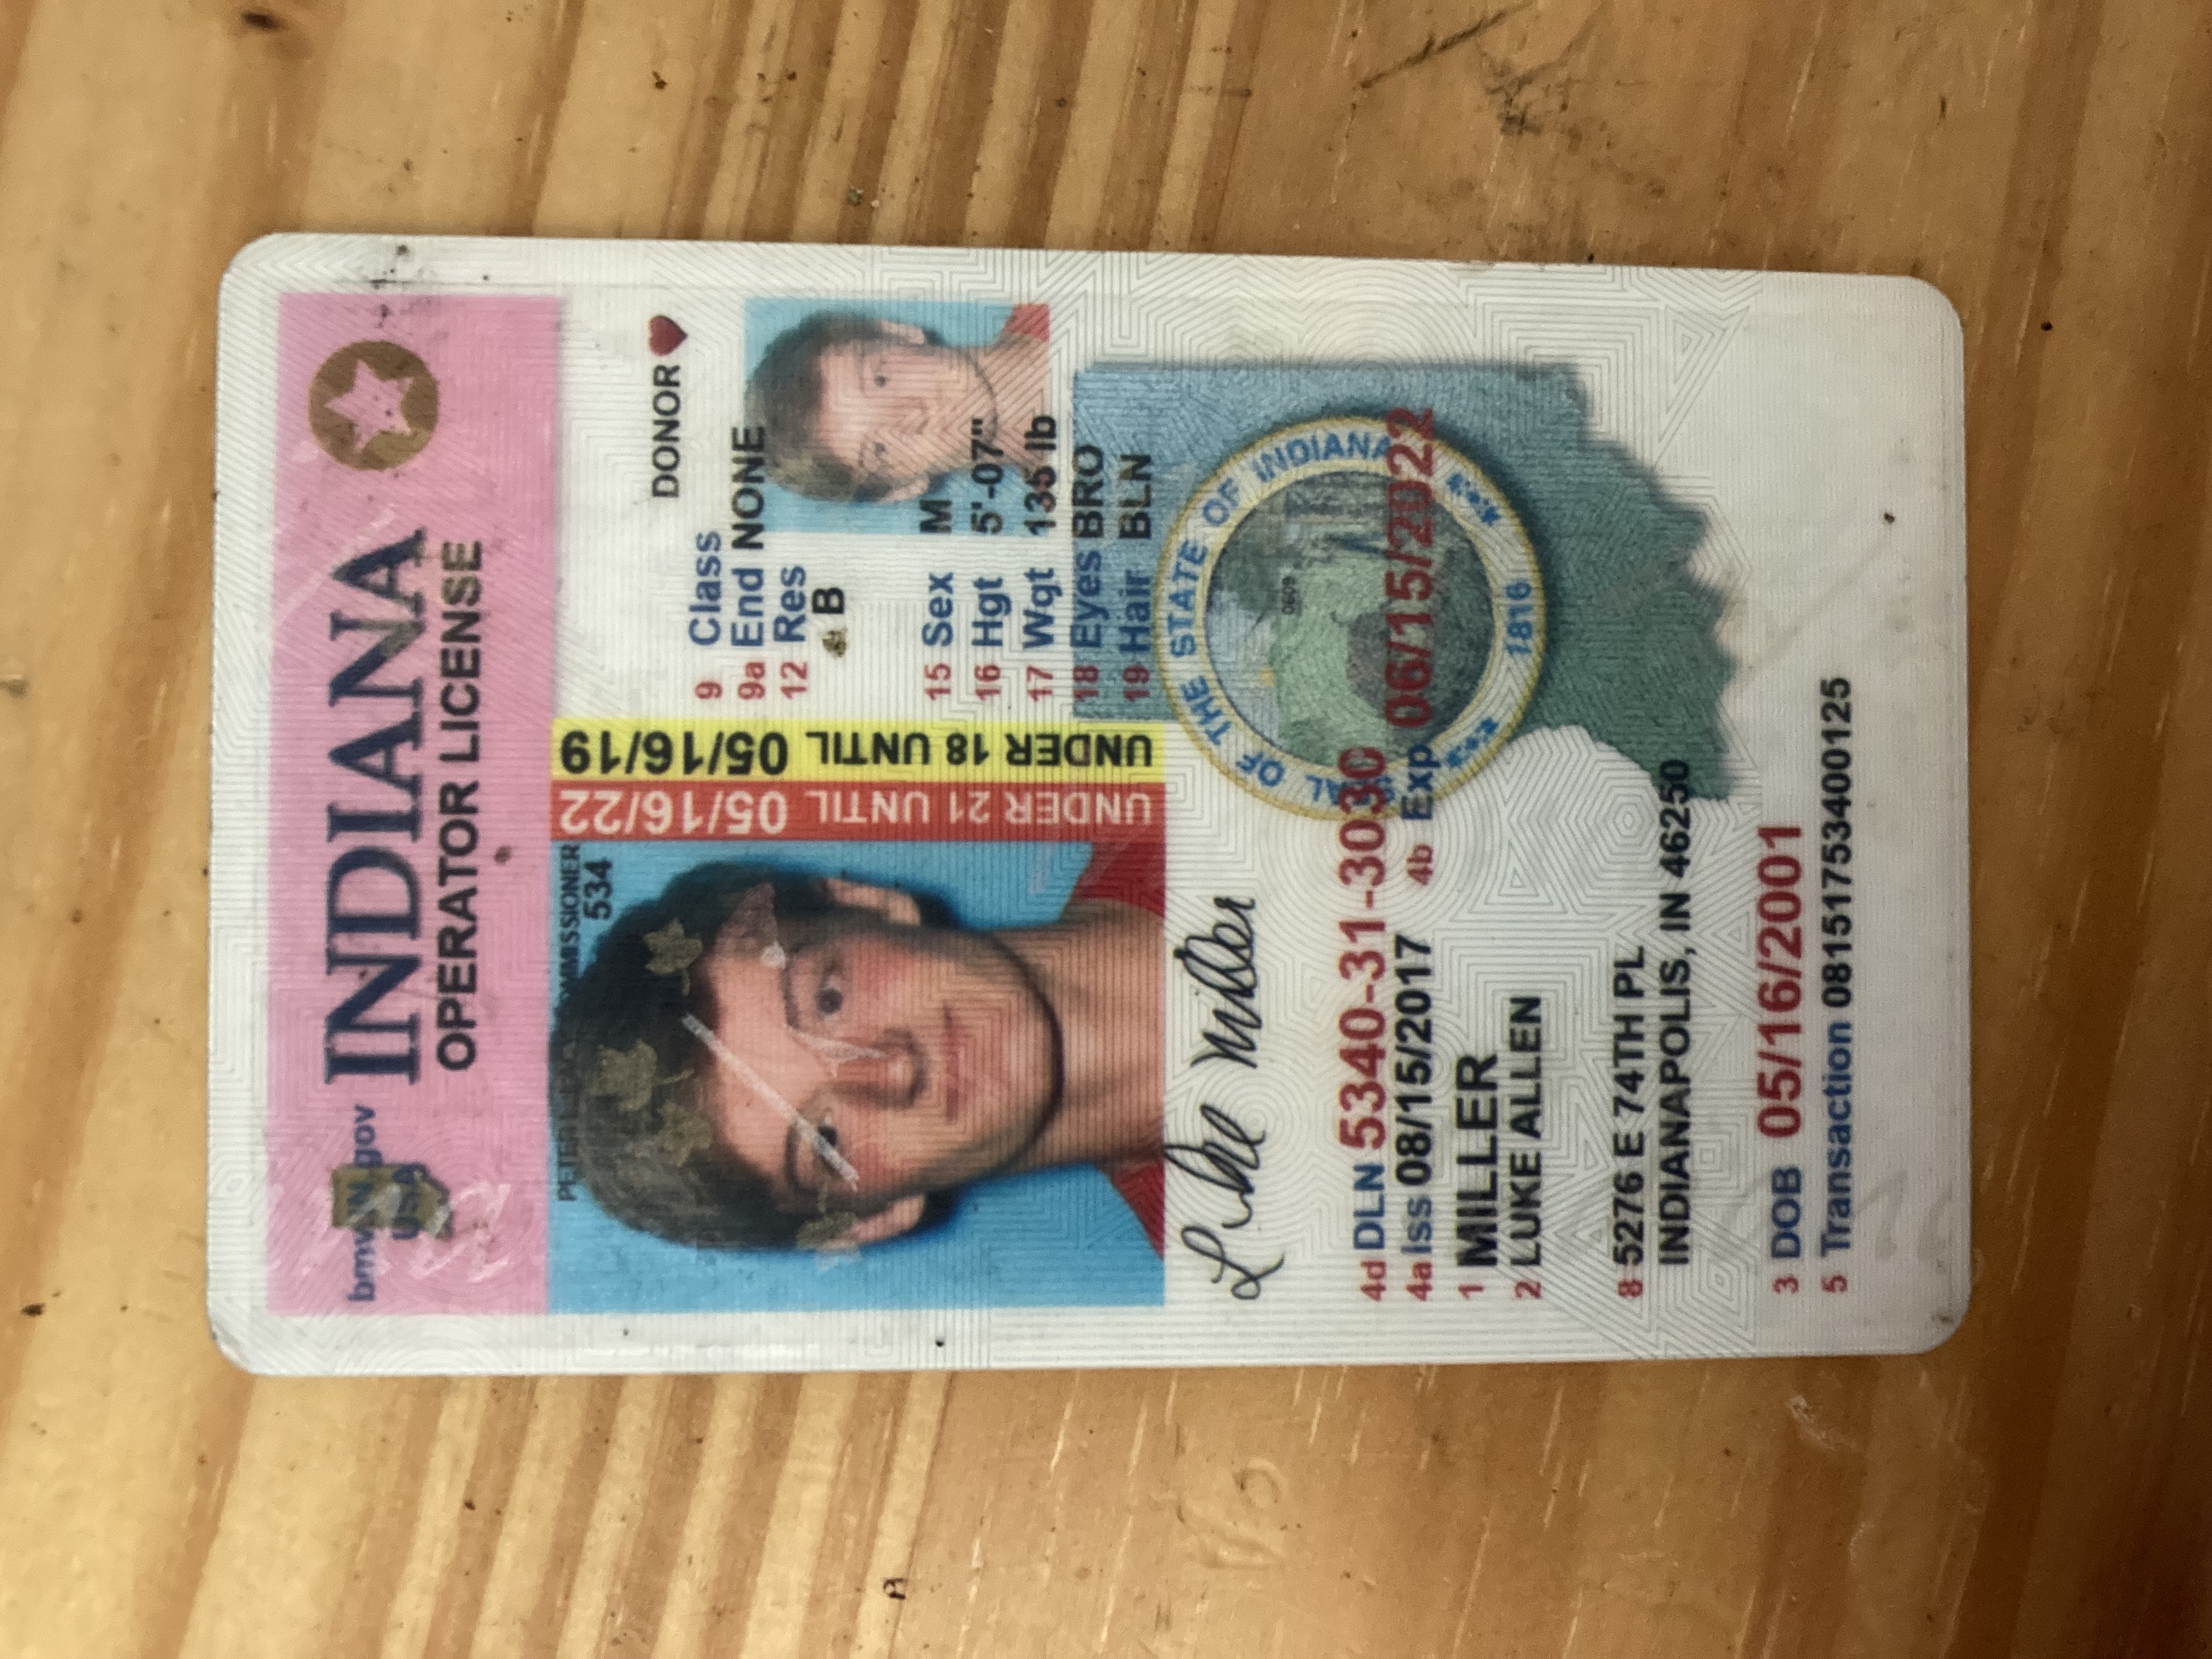 bmv.IN.gov
USA
INDIANA
OPERATOR LICENSE
PETER L. LACY COMMISSIONER
534
UNDER 21 UNTIL 05/16/22
UNDER 18 UNTIL 05/16/19
DONOR
9 Class
9a End NONE
12 Res
B
15 Sex M
16 Hgt 5'-07"
17 Wgt 135 lb
18 Eyes BRO
19 Hair BLN
Luke Miller
SEAL OF THE STATE OF INDIANA
0609
1816
4d DLN 5340-31-3030
4a Iss 08/15/2017 4b Exp 06/15/2022
1 MILLER
2 LUKE ALLEN
8 5276 E 74TH PL
INDIANAPOLIS, IN 46250
3 DOB 05/16/2001
5 Transaction 08151753400125